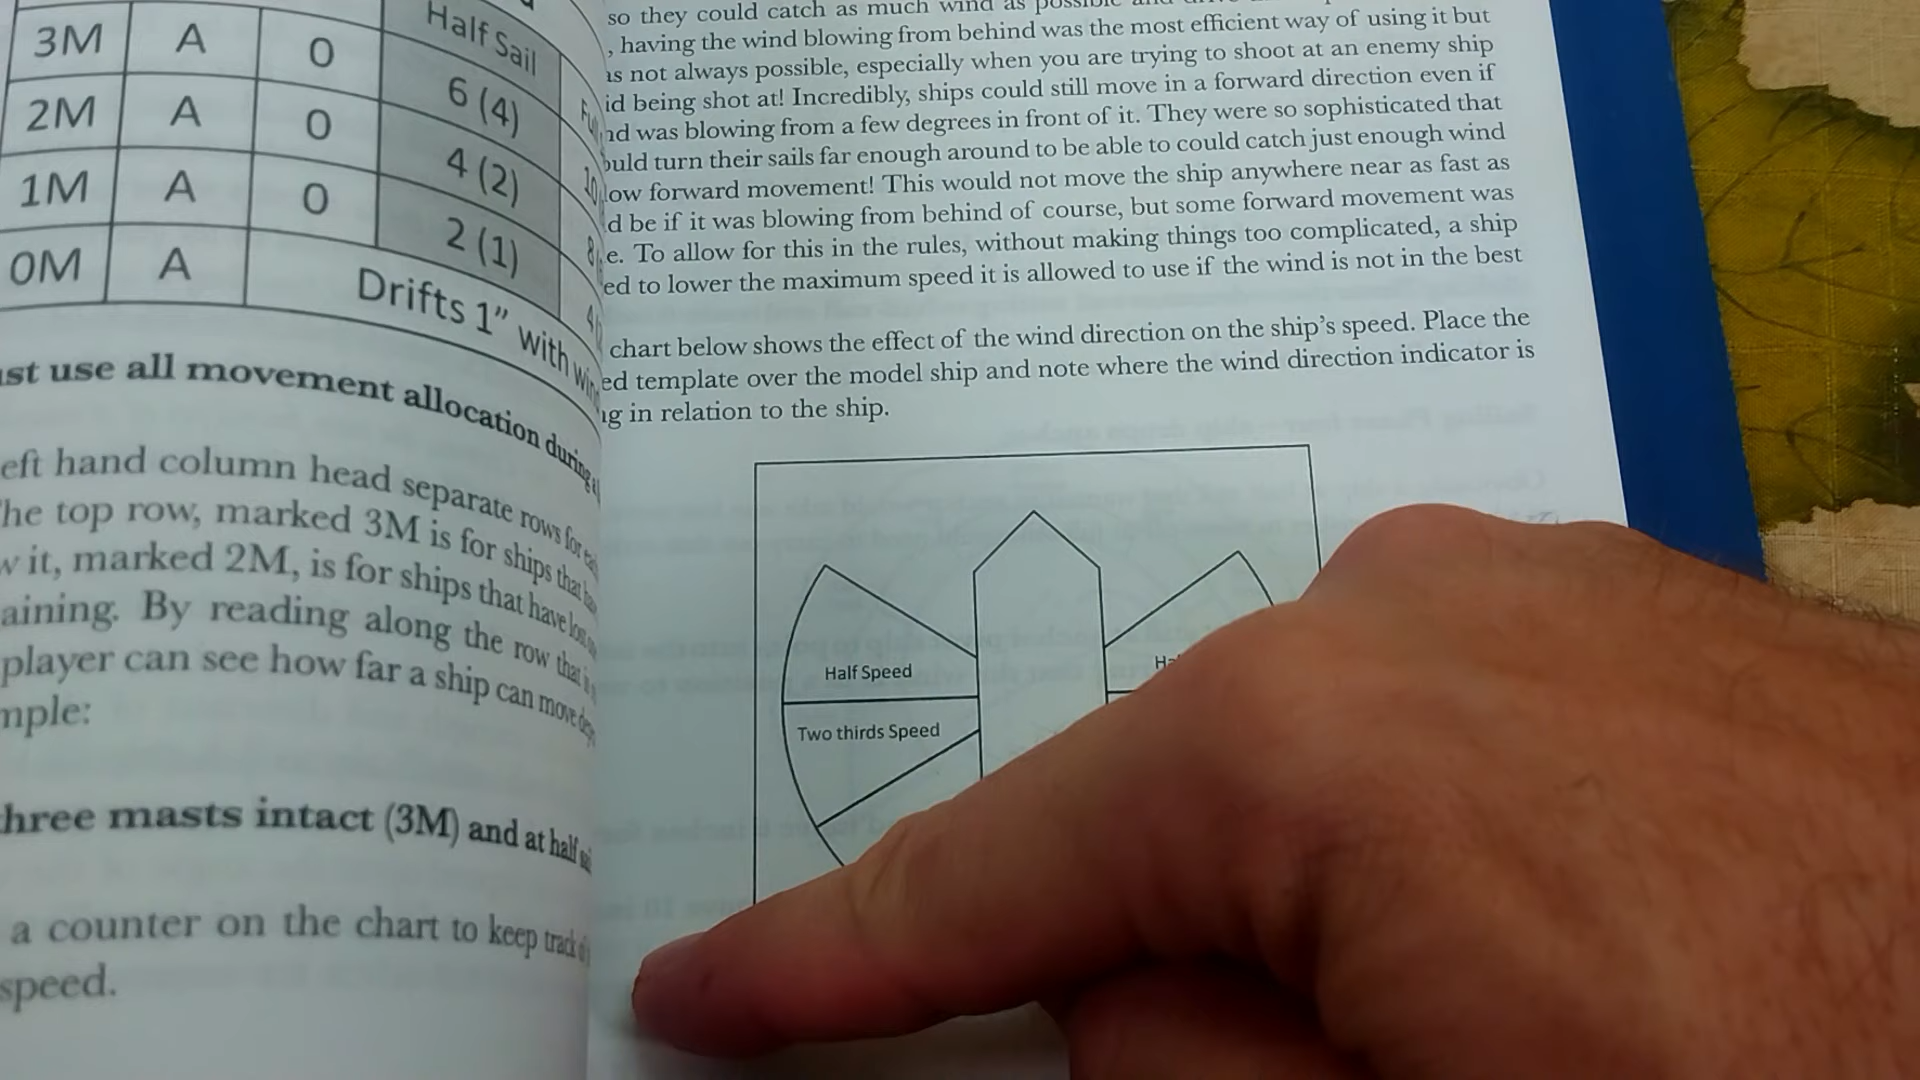 Half Sail
3M A 0 6 (4)
2M A 0 4 (2) 10
1M A 0 2 (1) 8
0M A Drifts 1" with 4
st use all movement allocation during
eft hand column head separate rows for
he top row, marked 3M is for ships that
w it, marked 2M, is for ships that have
aining. By reading along the row that
player can see how far a ship can move
mple:
three masts intact (3M) and at half
a counter on the chart to keep track
speed.
so they could catch as much wind as possible
, having the wind blowing from behind was the most efficient way of using it but
as not always possible, especially when you are trying to shoot at an enemy ship
id being shot at! Incredibly, ships could still move in a forward direction even if
nd was blowing from a few degrees in front of it. They were so sophisticated that
ould turn their sails far enough around to be able to could catch just enough wind
low forward movement! This would not move the ship anywhere near as fast as
d be if it was blowing from behind of course, but some forward movement was
e. To allow for this in the rules, without making things too complicated, a ship
ed to lower the maximum speed it is allowed to use if the wind is not in the best
chart below shows the effect of the wind direction on the ship's speed. Place the
ed template over the model ship and note where the wind direction indicator is
ng in relation to the ship.
Half Speed
Two thirds Speed